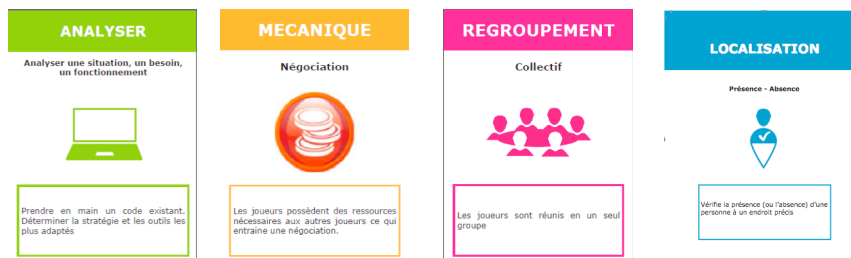 ANALYSER
Analyser une situation, un besoin,
un fonctionnement
Prendre en main un code existant.
Déterminer la stratégie et les outils les
plus adaptés
MECANIQUE
Négociation
Les joueurs possèdent des ressources
nécessaires aux autres joueurs ce qui
entraine une négociation.
REGROUPEMENT
Collectif
Les joueurs sont réunis en un seul
groupe
LOCALISATION
Présence - Absence
Vérifie la présence (ou l'absence) d'une
personne à un endroit précis